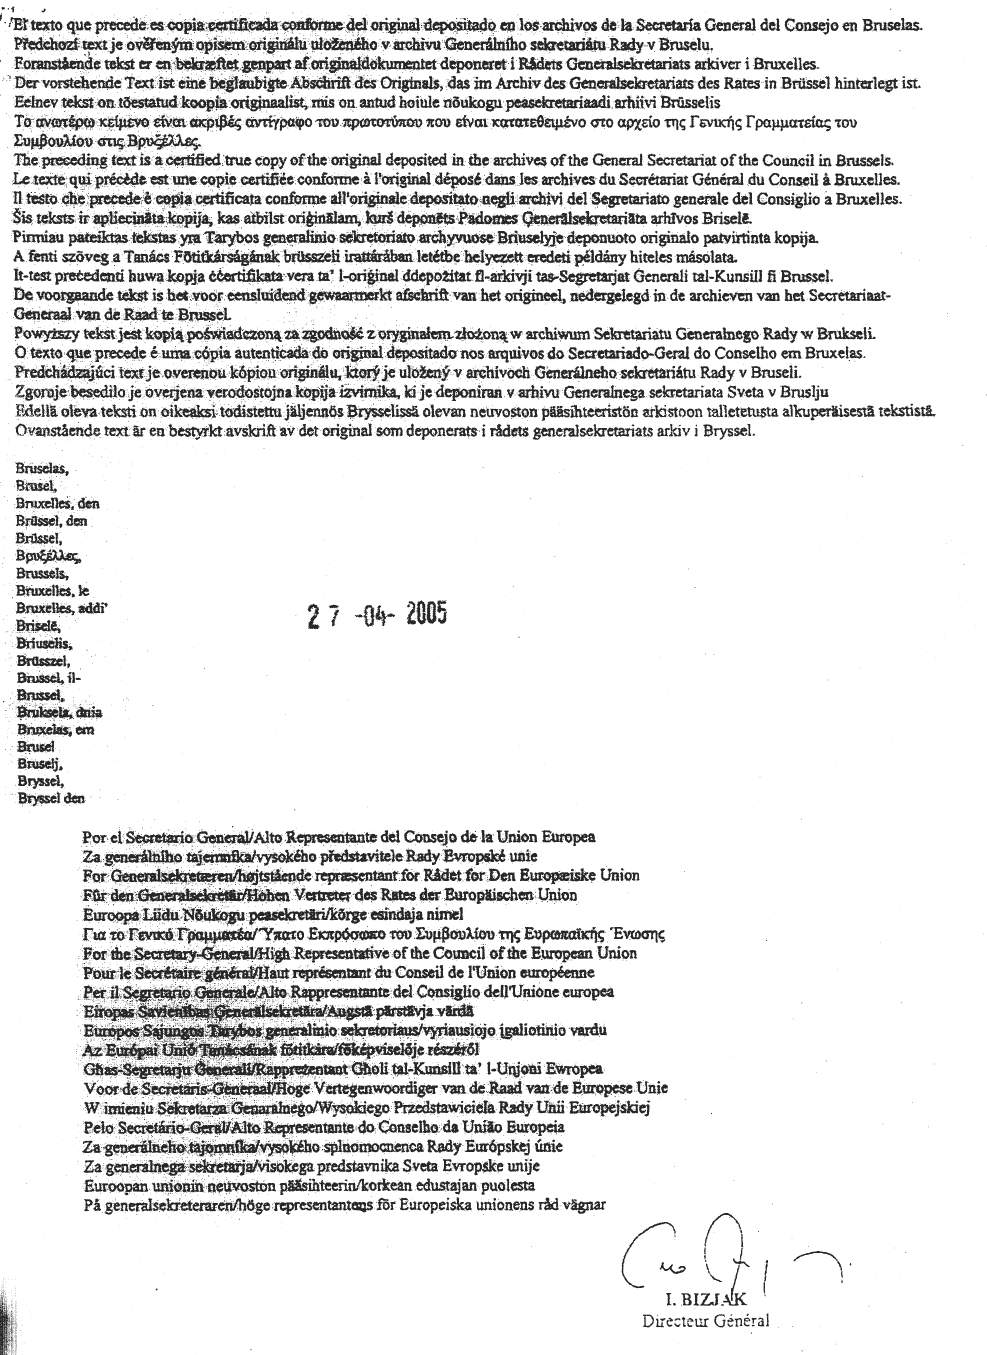 El texto que precede es copia certificada conforme del original depositado en los archivos de la Secretaría General del Consejo en Bruselas.
Předchozí text je ověřeným opisem originálu uloženého v archivu Generálního sekretariátu Rady v Bruselu.
Foranstående tekst er en bekræftet genpart af originaldokumentet deponeret i Rådets Generalsekretariats arkiver i Bruxelles.
Der vorstehende Text ist eine beglaubigte Abschrift des Originals, das im Archiv des Generalsekretariats des Rates in Brüssel hinterlegt ist.
Eelnev tekst on tõestatud koopia originaalist, mis on antud hoiule nõukogu peasekretariaadi arhiivi Brüsselis
Το ανωτέρω κείμενο είναι ακριβές αντίγραφο του πρωτοτύπου που είναι κατατεθειμένο στο αρχείο της Γενικής Γραμματείας του
Συμβουλίου στις Βρυξέλλες.
The preceding text is a certified true copy of the original deposited in the archives of the General Secretariat of the Council in Brussels.
Le texte qui précède est une copie certifiée conforme à l'original déposé dans les archives du Secrétariat Général du Conseil à Bruxelles.
Il testo che precede è copia certificata conforme all'originale depositato negli archivi del Segretariato generale del Consiglio a Bruxelles.
Šis teksts ir apliecināta kopija, kas atbilst oriģinālam, kurš deponēts Padomes Ģenerālsekretariāta arhīvos Briselē.
Pirmiau pateiktas tekstas yra Tarybos generalinio sekretoriato archyvuose Briuselyje deponuoto originalo patvirtinta kopija.
A fenti szöveg a Tanács Főtitkárságának brüsszeli irattárában letétbe helyezett eredeti példány hiteles másolata.
It-test preċedenti huwa kopja ċċertifikata vera ta' l-oriġinal ddepożitat fl-arkivji tas-Segretarjat Ġenerali tal-Kunsill fi Brussel.
De voorgaande tekst is het voor eensluidend gewaarmerkt afschrift van het origineel, nedergelegd in de archieven van het Secretariaat-
Generaal van de Raad te Brussel.
Powyższy tekst jest kopią poświadczoną za zgodność z oryginałem złożoną w archiwum Sekretariatu Generalnego Rady w Brukseli.
O texto que precede é uma cópia autenticada do original depositado nos arquivos do Secretariado-Geral do Conselho em Bruxelas.
Predchádzajúci text je overenou kópiou originálu, ktorý je uložený v archívoch Generálneho sekretariátu Rady v Bruseli.
Zgoraje besedilo je overjena verodostojna kopija izvirnika, ki je deponiran v arhivu Generalnega sekretariata Sveta v Bruslju
Edellä oleva teksti on oikeaksi todistettu jäljennös Brysselissä olevan neuvoston pääsihteeristön arkistoon talletetusta alkuperäisestä tekstistä.
Ovanstående text är en bestyrkt avskrift av det original som deponerats i rådets generalsekretariats arkiv i Bryssel.
Bruselas,
Brusel,
Bruxelles, den
Brüssel, den
Brüssel,
Βρυξέλλες,
Brussels,
Bruxelles, le
Bruxelles, addi'
Briselē,
Briuselis,
Brüsszel,
Brussel, il-
Brussel,
Bruksela, dnia
Bruxelas, em
Brusel
Bruselj,
Bryssel,
Bryssel den
27 -04- 2005
Por el Secretario General/Alto Representante del Consejo de la Union Europea
Za generálního tajemníka/vysokého představitele Rady Evropské unie
For Generalsekretæren/højtstående repræsentant for Rådet for Den Europæiske Union
Für den Generalsekretär/Hohen Vertreter des Rates der Europäischen Union
Euroopa Liidu Nõukogu peasekretäri/kõrge esindaja nimel
Για το Γενικό Γραμματέα/Ύπατο Εκπρόσωπο του Συμβουλίου της Ευρωπαϊκής Ένωσης
For the Secretary-General/High Representative of the Council of the European Union
Pour le Secrétaire général/Haut représentant du Conseil de l'Union européenne
Per il Segretario Generale/Alto Rappresentante del Consiglio dell'Unione europea
Eiropas Savienības Ģenerālsekretāra/Augstā pārstāvja vārdā
Europos Sąjungos Tarybos generalinio sekretoriaus/vyriausiojo įgaliotinio vardu
Az Európai Unió Tanácsának főtitkára/főképviselője részéről
Għas-Segretarju Ġenerali/Rappreżentant Għoli tal-Kunsill ta' l-Unjoni Ewropea
Voor de Secretaris-Generaal/Hoge Vertegenwoordiger van de Raad van de Europese Unie
W imieniu Sekretarza Generalnego/Wysokiego Przedstawiciela Rady Unii Europejskiej
Pelo Secretário-Geral/Alto Representante do Conselho da União Europeia
Za generálneho tajomníka/vysokého splnomocnenca Rady Európskej únie
Za generalnega sekretarja/visokega predstavnika Sveta Evropske unije
Euroopan unionin neuvoston pääsihteerin/korkean edustajan puolesta
På generalsekreteraren/höge representantens för Europeiska unionens råd vägnar
I. BIZJAK
Directeur Général